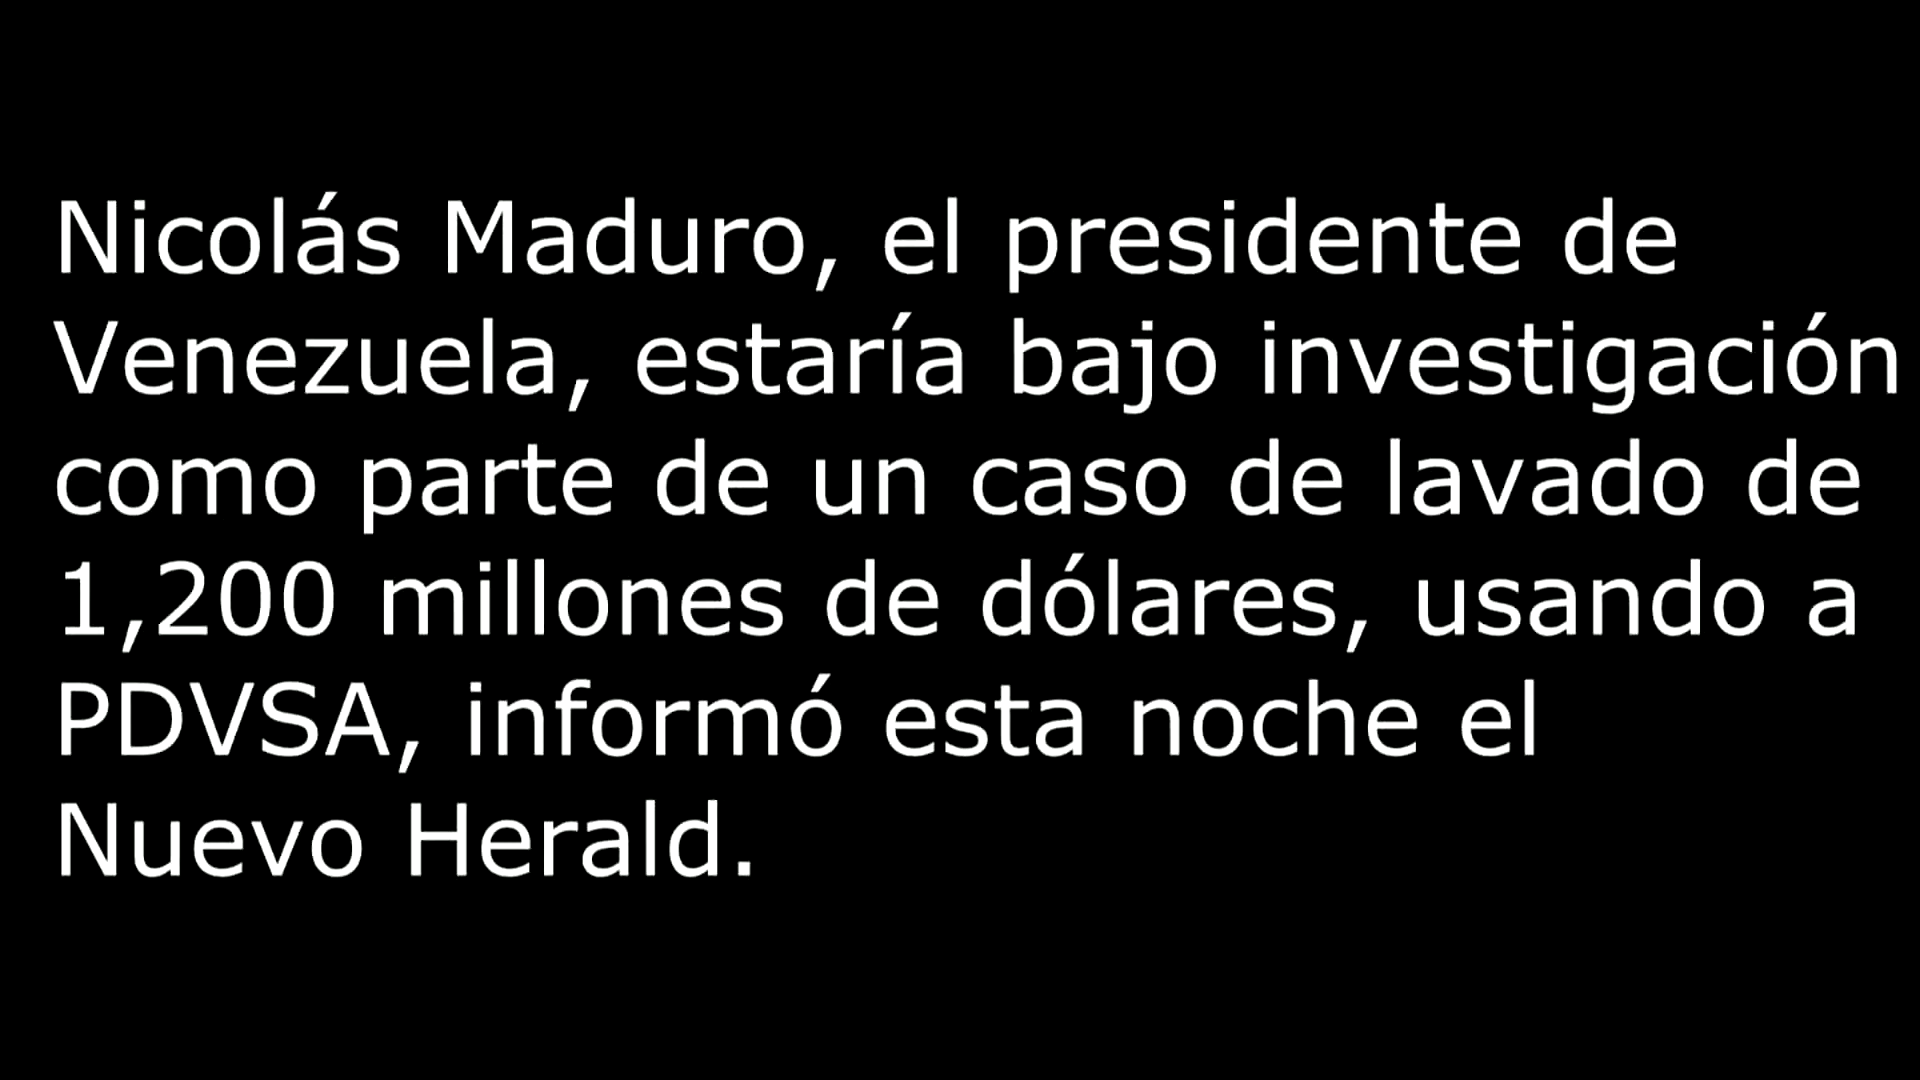 Nicolás Maduro, el presidente de
Venezuela, estaría bajo investigación
como parte de un caso de lavado de
1,200 millones de dólares, usando a
PDVSA, informó esta noche el
Nuevo Herald.